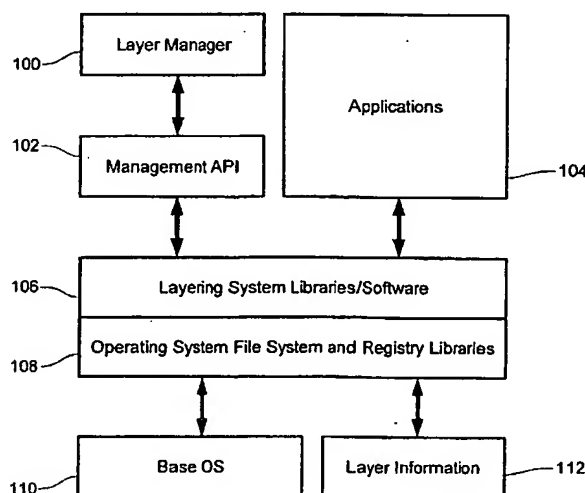 100
Layer Manager
Applications
102
Management API
104
106
Layering System Libraries/Software
108
Operating System File System and Registry Libraries
110
Base OS
Layer Information
112